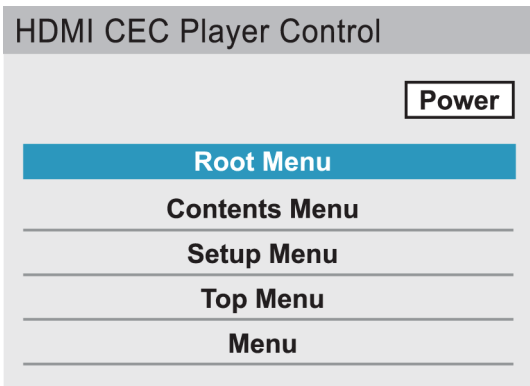 HDMI CEC Player Control
Power
Root Menu
Contents Menu
Setup Menu
Top Menu
Menu